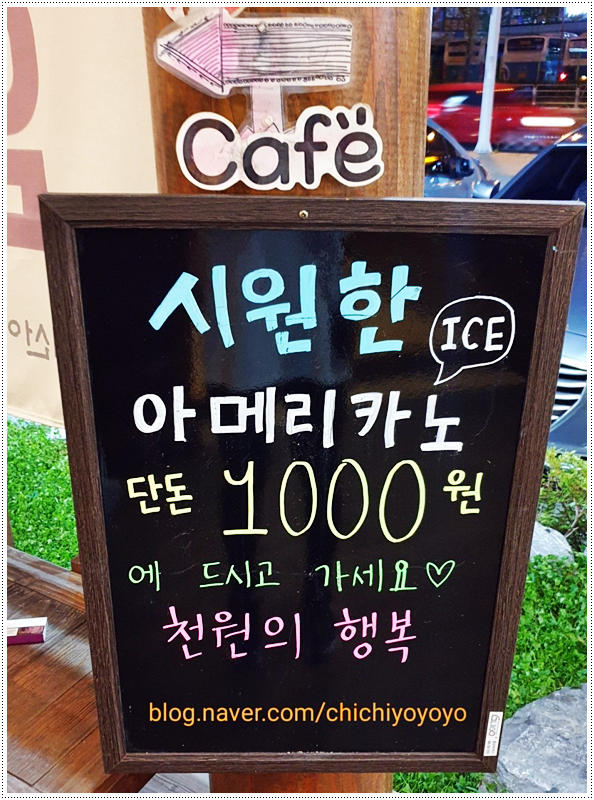 Cafe
시원한
ICE
아메리카노
단돈 1000원
에 드시고 가세요♡
천원의 행복
blog.naver.com/chichiyoyoyo